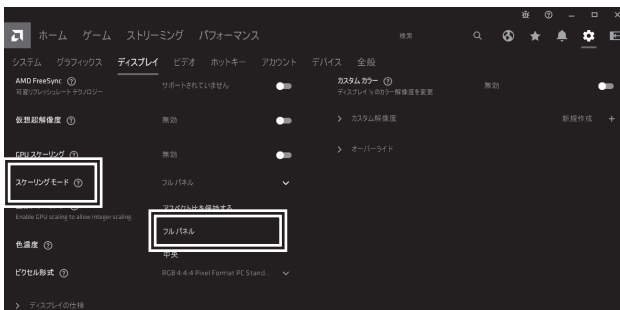 ホーム ゲーム ストリーミング パフォーマンス 検索
システム グラフィックス ディスプレイ ビデオ ホットキー アカウント デバイス 全般
AMD FreeSync
可変リフレッシュレート テクノロジー
サポートされていません
カスタム カラー
ディスプレイ's のカラー解像度を変更
無効
仮想超解像度 無効
カスタム解像度 新規作成 +
GPU スケーリング 無効
オーバーライド
スケーリングモード フル パネル
アスペクト比を保持する
Enable GPU scaling to allow integer scaling.
フル パネル
色濃度
中央
ピクセル形式 RGB 4:4:4 Pixel Format PC Stand...
ディスプレイの仕様